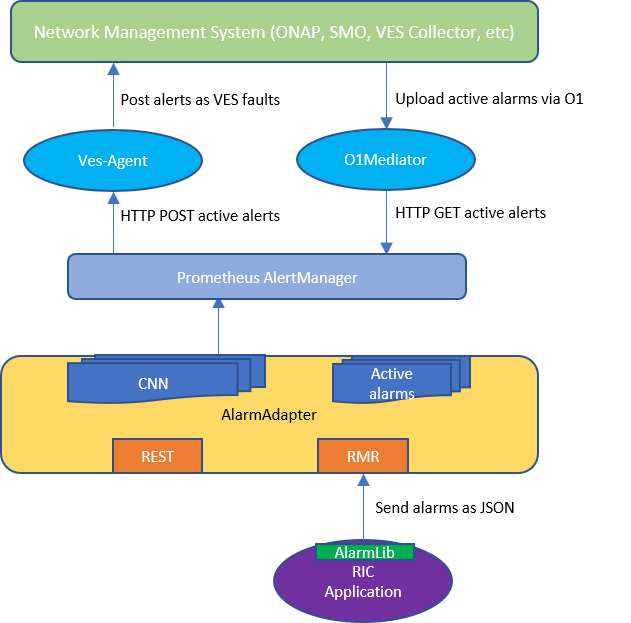 Network Management System (ONAP, SMO, VES Collector, etc)
Post alerts as VES faults
Upload active alarms via O1
Ves-Agent
O1Mediator
HTTP POST active alerts
HTTP GET active alerts
Prometheus AlertManager
CNN
Active
alarms
AlarmAdapter
REST
RMR
Send alarms as JSON
AlarmLib
RIC
Application